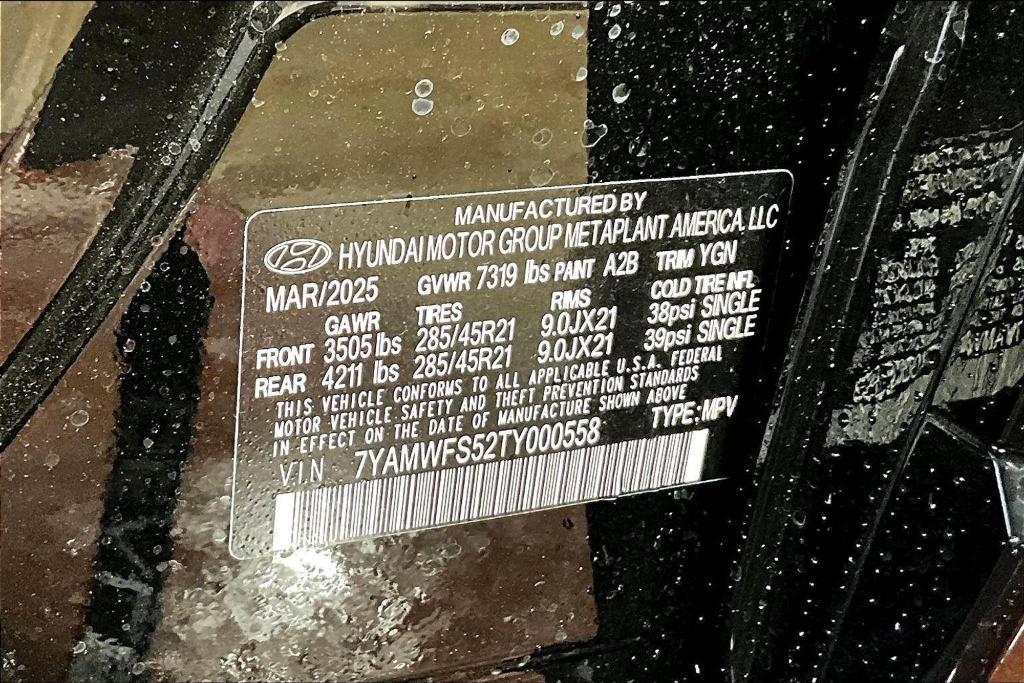 MANUFACTURED BY
HYUNDAI MOTOR GROUP METAPLANT AMERICA, LLC
MAR/2025 GVWR 7319 lbs PAINT A2B TRIM YGN
GAWR TIRES RIMS COLD TIRE INFL
FRONT 3505 lbs 285/45R21 9.0JX21 38psi SINGLE
REAR 4211 lbs 285/45R21 9.0JX21 39psi SINGLE
THIS VEHICLE CONFORMS TO ALL APPLICABLE U.S.A. FEDERAL
MOTOR VEHICLE SAFETY AND THEFT PREVENTION STANDARDS
IN EFFECT ON THE DATE OF MANUFACTURE SHOWN ABOVE
V.I.N 7YAMWFS52TY000558 TYPE: MPV